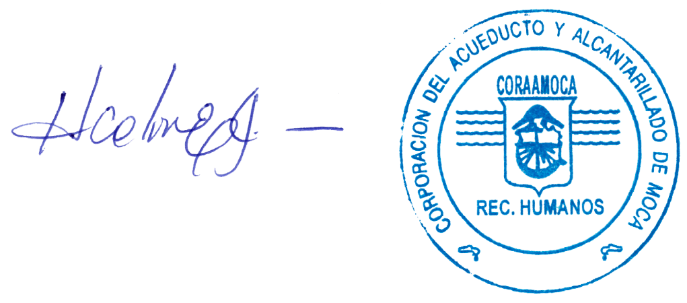 CORPORACION DEL ACUEDUCTO Y ALCANTARILLADO DE MOCA
CORAAMOCA
REC. HUMANOS